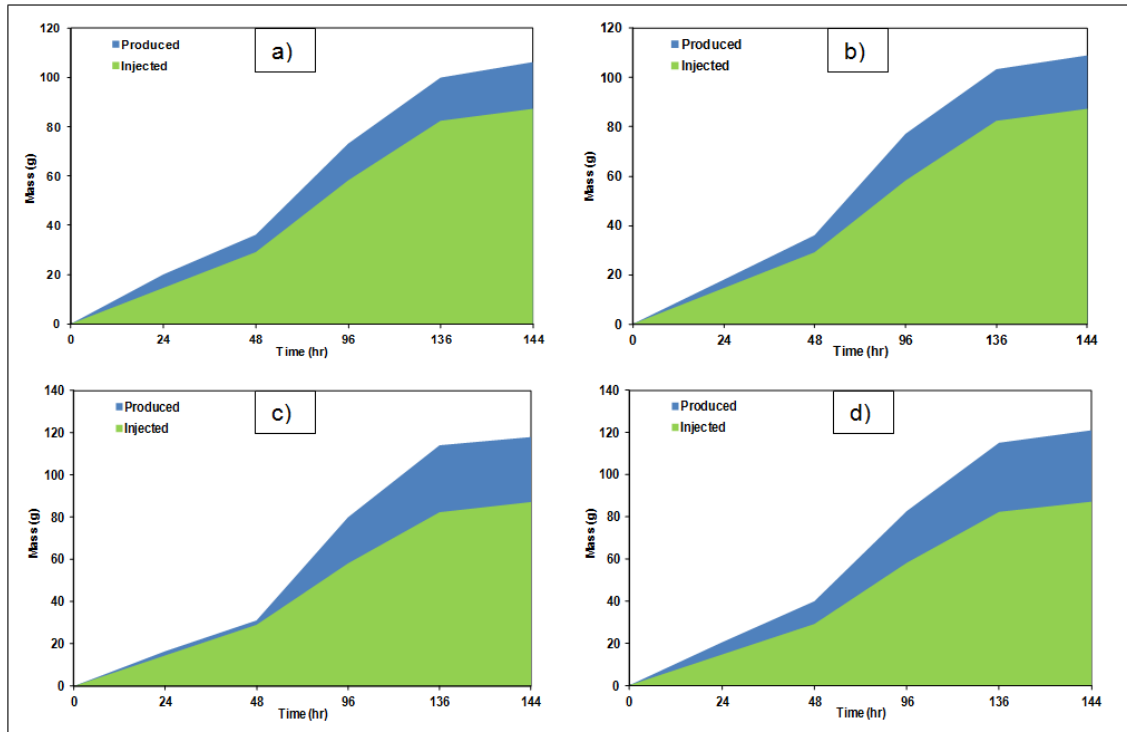 a)
Produced
Injected
120
100
80
60
40
20
0
Mass (g)
0 24 48 96 136 144
Time (hr)
b)
Produced
Injected
120
100
80
60
40
20
0
Mass (g)
0 24 48 96 136 144
Time (hr)
c)
Produced
Injected
140
120
100
80
60
40
20
0
Mass (g)
0 24 48 96 136 144
Time (hr)
d)
Produced
Injected
140
120
100
80
60
40
20
0
Mass (g)
0 24 48 96 136 144
Time (hr)